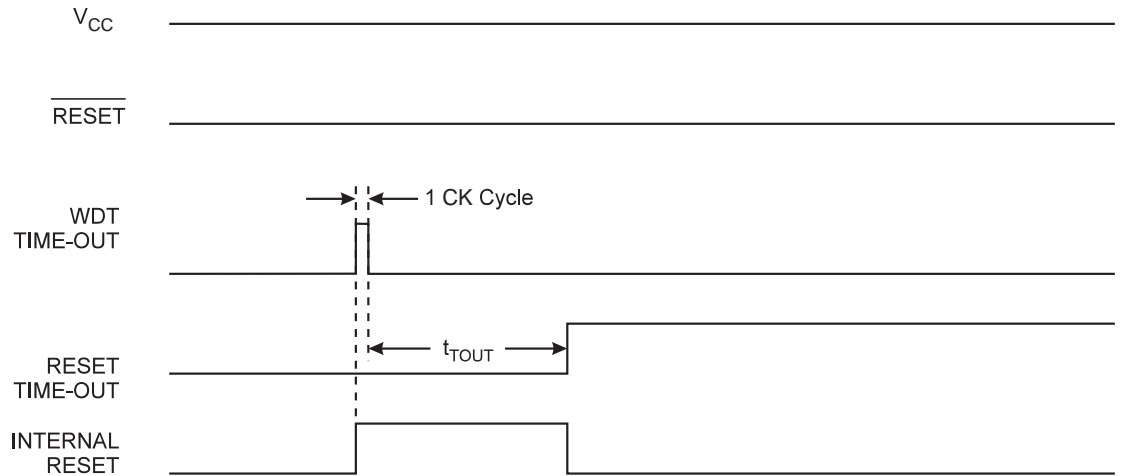 VCC
RESET
1 CK Cycle
WDT
TIME-OUT
tTOUT
RESET
TIME-OUT
INTERNAL
RESET